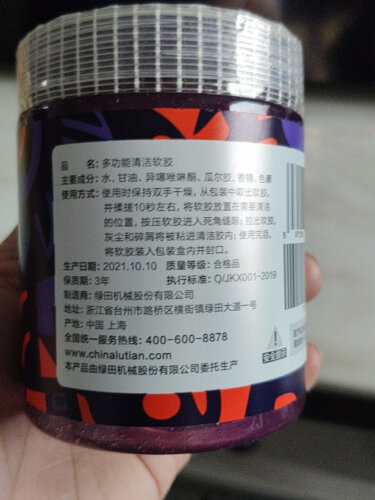 品 名：多功能清洁软胶
主要成分：水、甘油、异噻唑啉酮、瓜尔胶、香精、色素
使用方式：使用时保持双手干燥，从包装中取出软胶，
并揉搓10秒左右，将软胶放置在需要清洁
的位置，按压软胶进入死角缝隙；拉出软胶，
灰尘和碎屑将被粘进清洁胶内；使用完后，
将软胶装入包装盒内并封口。
生产日期：2021.10.10 质量等级：合格品
保质期：3年 执行标准：Q/JKX001-2019
制造商：绿田机械股份有限公司
地址：浙江省台州市路桥区横街镇绿田大道一号
产地：中国 上海
全国统一服务热线：400-600-8878
www.chinalutian.com
本产品由绿田机械股份有限公司委托生产
安全提示